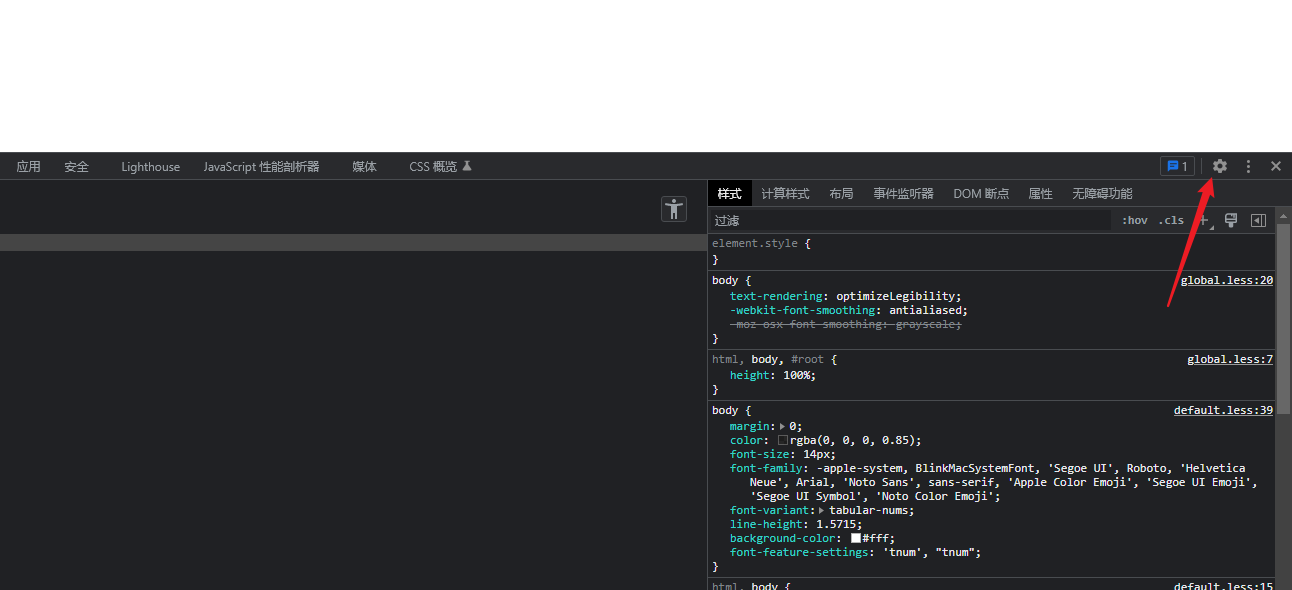 应用 安全 Lighthouse JavaScript 性能剖析器 媒体 CSS 概览 1
样式 计算样式 布局 事件监听器 DOM 断点 属性 无障碍功能
过滤 :hov .cls
element.style {
}
body { global.less:20
text-rendering: optimizeLegibility;
-webkit-font-smoothing: antialiased;
-moz-osx-font-smoothing: grayscale;
}
html, body, #root { global.less:7
height: 100%;
}
body { default.less:39
margin: 0;
color: rgba(0, 0, 0, 0.85);
font-size: 14px;
font-family: -apple-system, BlinkMacSystemFont, 'Segoe UI', Roboto, 'Helvetica
Neue', Arial, 'Noto Sans', sans-serif, 'Apple Color Emoji', 'Segoe UI Emoji',
'Segoe UI Symbol', 'Noto Color Emoji';
font-variant: tabular-nums;
line-height: 1.5715;
background-color: #fff;
font-feature-settings: 'tnum', "tnum";
}
html, body { default.less:15